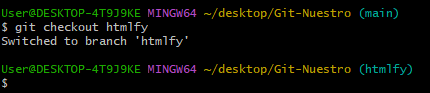 User@DESKTOP-4T9J9KE MINGW64 ~/desktop/Git-Nuestro (main)
$ git checkout htmlfy
Switched to branch 'htmlfy'
User@DESKTOP-4T9J9KE MINGW64 ~/desktop/Git-Nuestro (htmlfy)
$